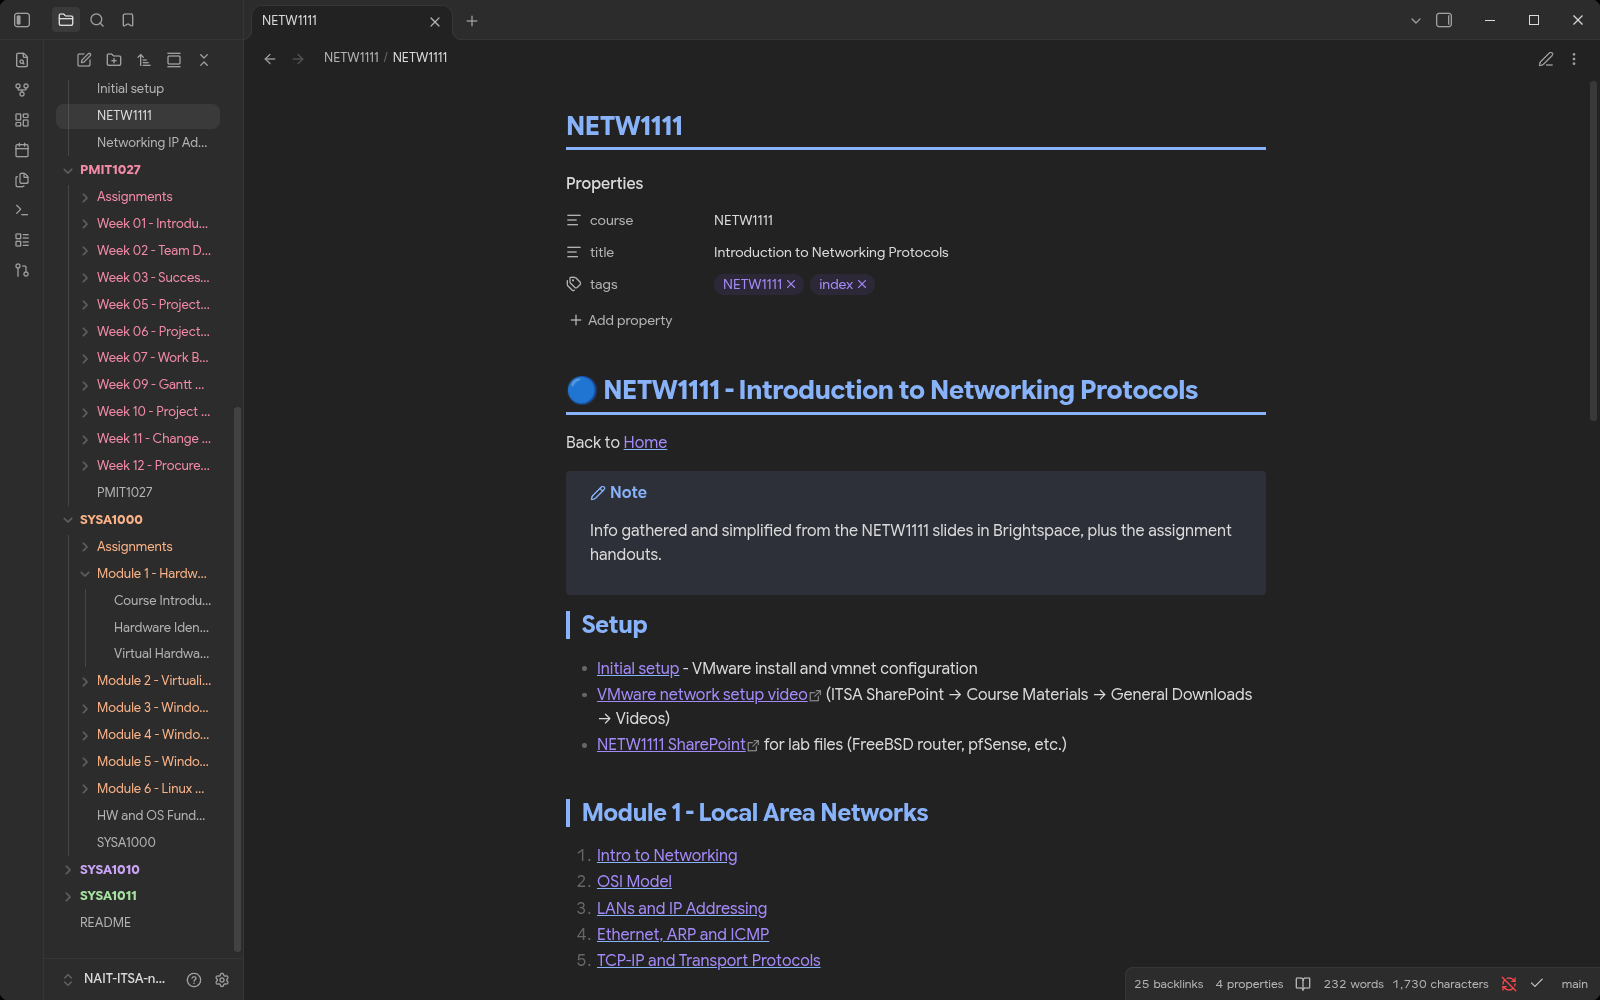 NETW1111
NETW1111 / NETW1111
Initial setup
NETW1111
Networking IP Ad...
PMIT1027
Assignments
Week 01 - Introdu...
Week 02 - Team D...
Week 03 - Succes...
Week 05 - Project...
Week 06 - Project...
Week 07 - Work B...
Week 09 - Gantt ...
Week 10 - Project ...
Week 11 - Change ...
Week 12 - Procure...
PMIT1027
SYSA1000
Assignments
Module 1 - Hardw...
Course Introdu...
Hardware Iden...
Virtual Hardwa...
Module 2 - Virtuali...
Module 3 - Windo...
Module 4 - Windo...
Module 5 - Windo...
Module 6 - Linux ...
HW and OS Fund...
SYSA1000
SYSA1010
SYSA1011
README
NAIT-ITSA-n...
NETW1111
Properties
course NETW1111
title Introduction to Networking Protocols
tags NETW1111 index
Add property
NETW1111 - Introduction to Networking Protocols
Back to Home
Note
Info gathered and simplified from the NETW1111 slides in Brightspace, plus the assignment
handouts.
Setup
Initial setup - VMware install and vmnet configuration
VMware network setup video (ITSA SharePoint → Course Materials → General Downloads
→ Videos)
NETW1111 SharePoint for lab files (FreeBSD router, pfSense, etc.)
Module 1 - Local Area Networks
1. Intro to Networking
2. OSI Model
3. LANs and IP Addressing
4. Ethernet, ARP and ICMP
5. TCP-IP and Transport Protocols
25 backlinks 4 properties 232 words 1,730 characters main